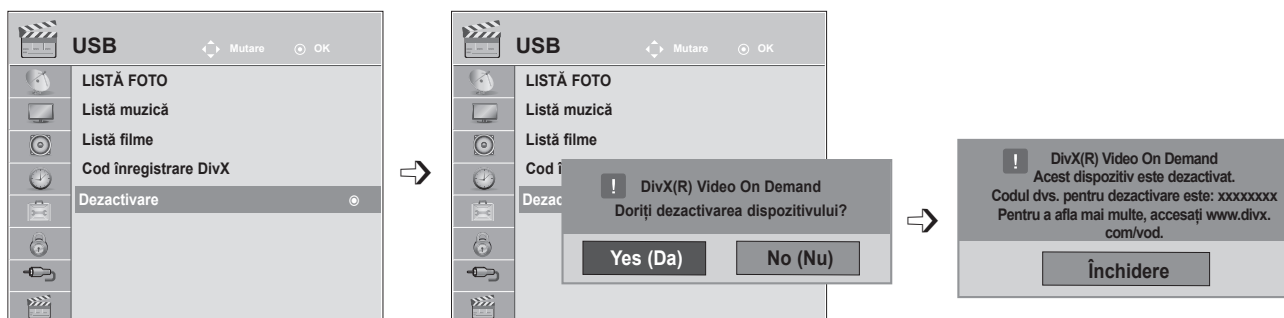 USB Mutare OK
LISTĂ FOTO
Listă muzică
Listă filme
Cod înregistrare DivX
Dezactivare
USB Mutare OK
LISTĂ FOTO
Listă muzică
Listă filme
Cod î
Dezac
! DivX(R) Video On Demand
Doriți dezactivarea dispozitivului?
Yes (Da) No (Nu)
! DivX(R) Video On Demand
Acest dispozitiv este dezactivat.
Codul dvs. pentru dezactivare este: xxxxxxxx
Pentru a afla mai multe, accesați www.divx.
com/vod.
Închidere